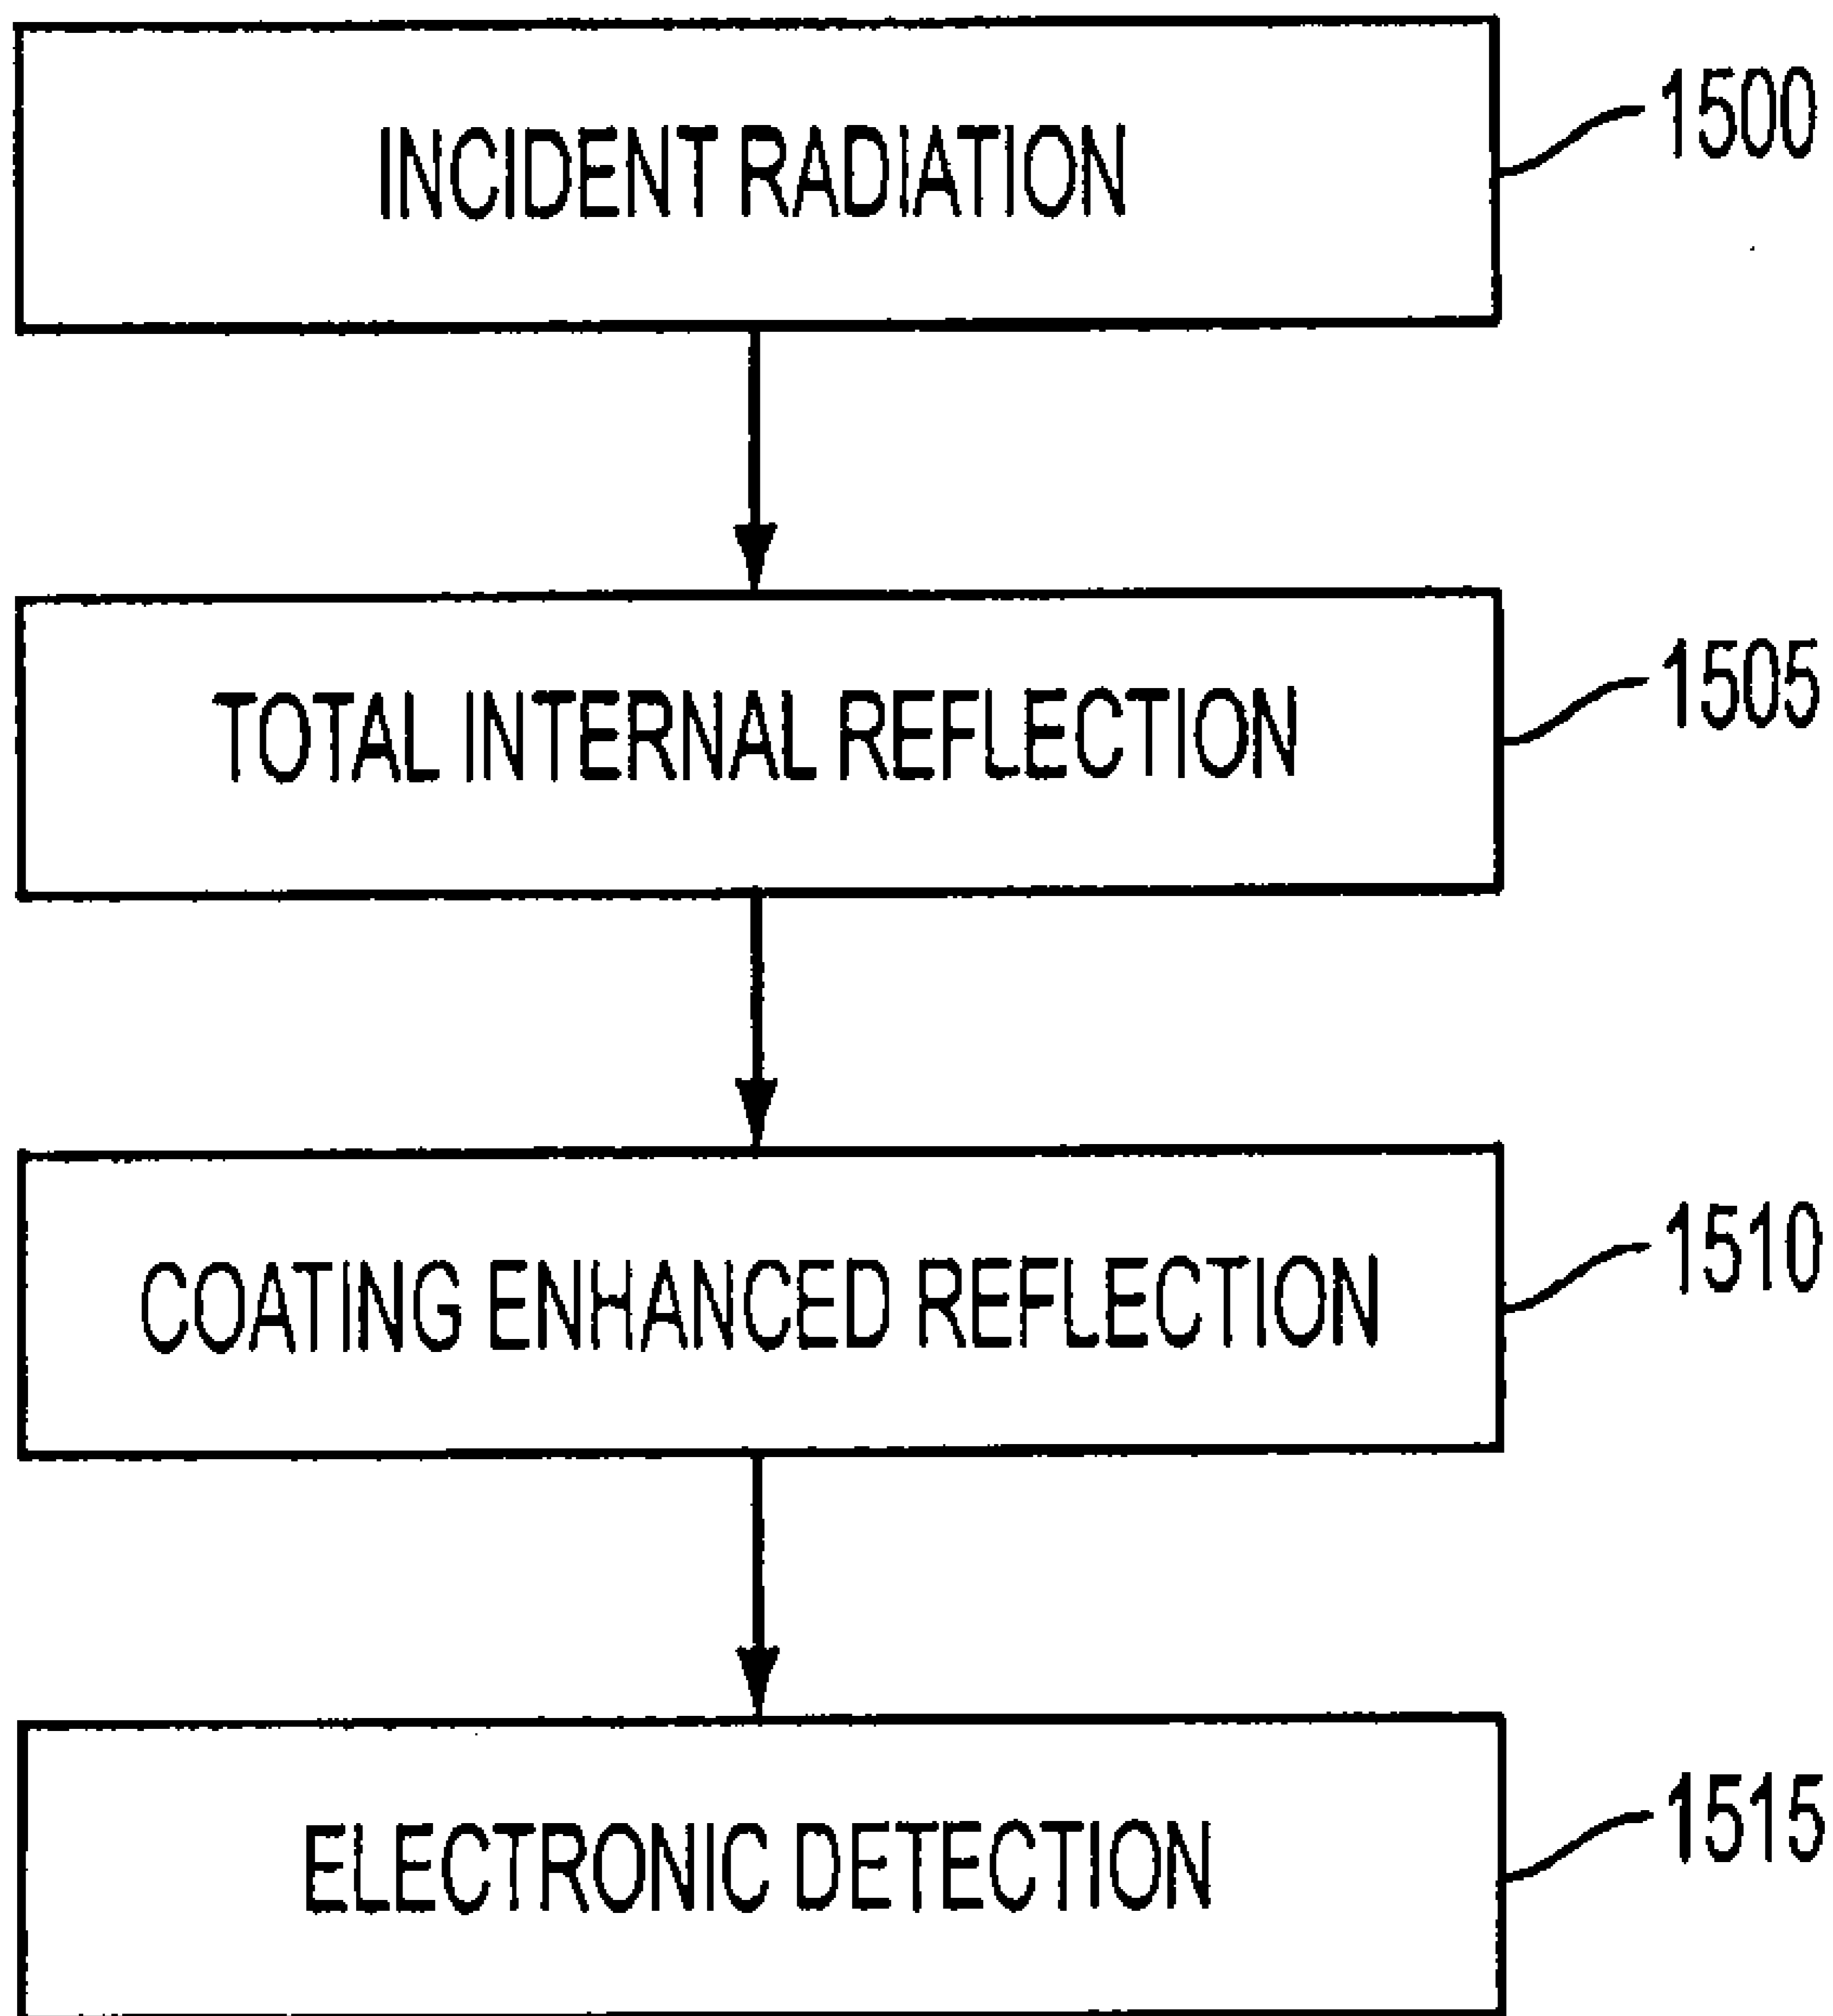 INCIDENT RADIATION
1500
TOTAL INTERNAL REFLECTION
1505
COATING ENHANCED REFLECTION
1510
ELECTRONIC DETECTION
1515